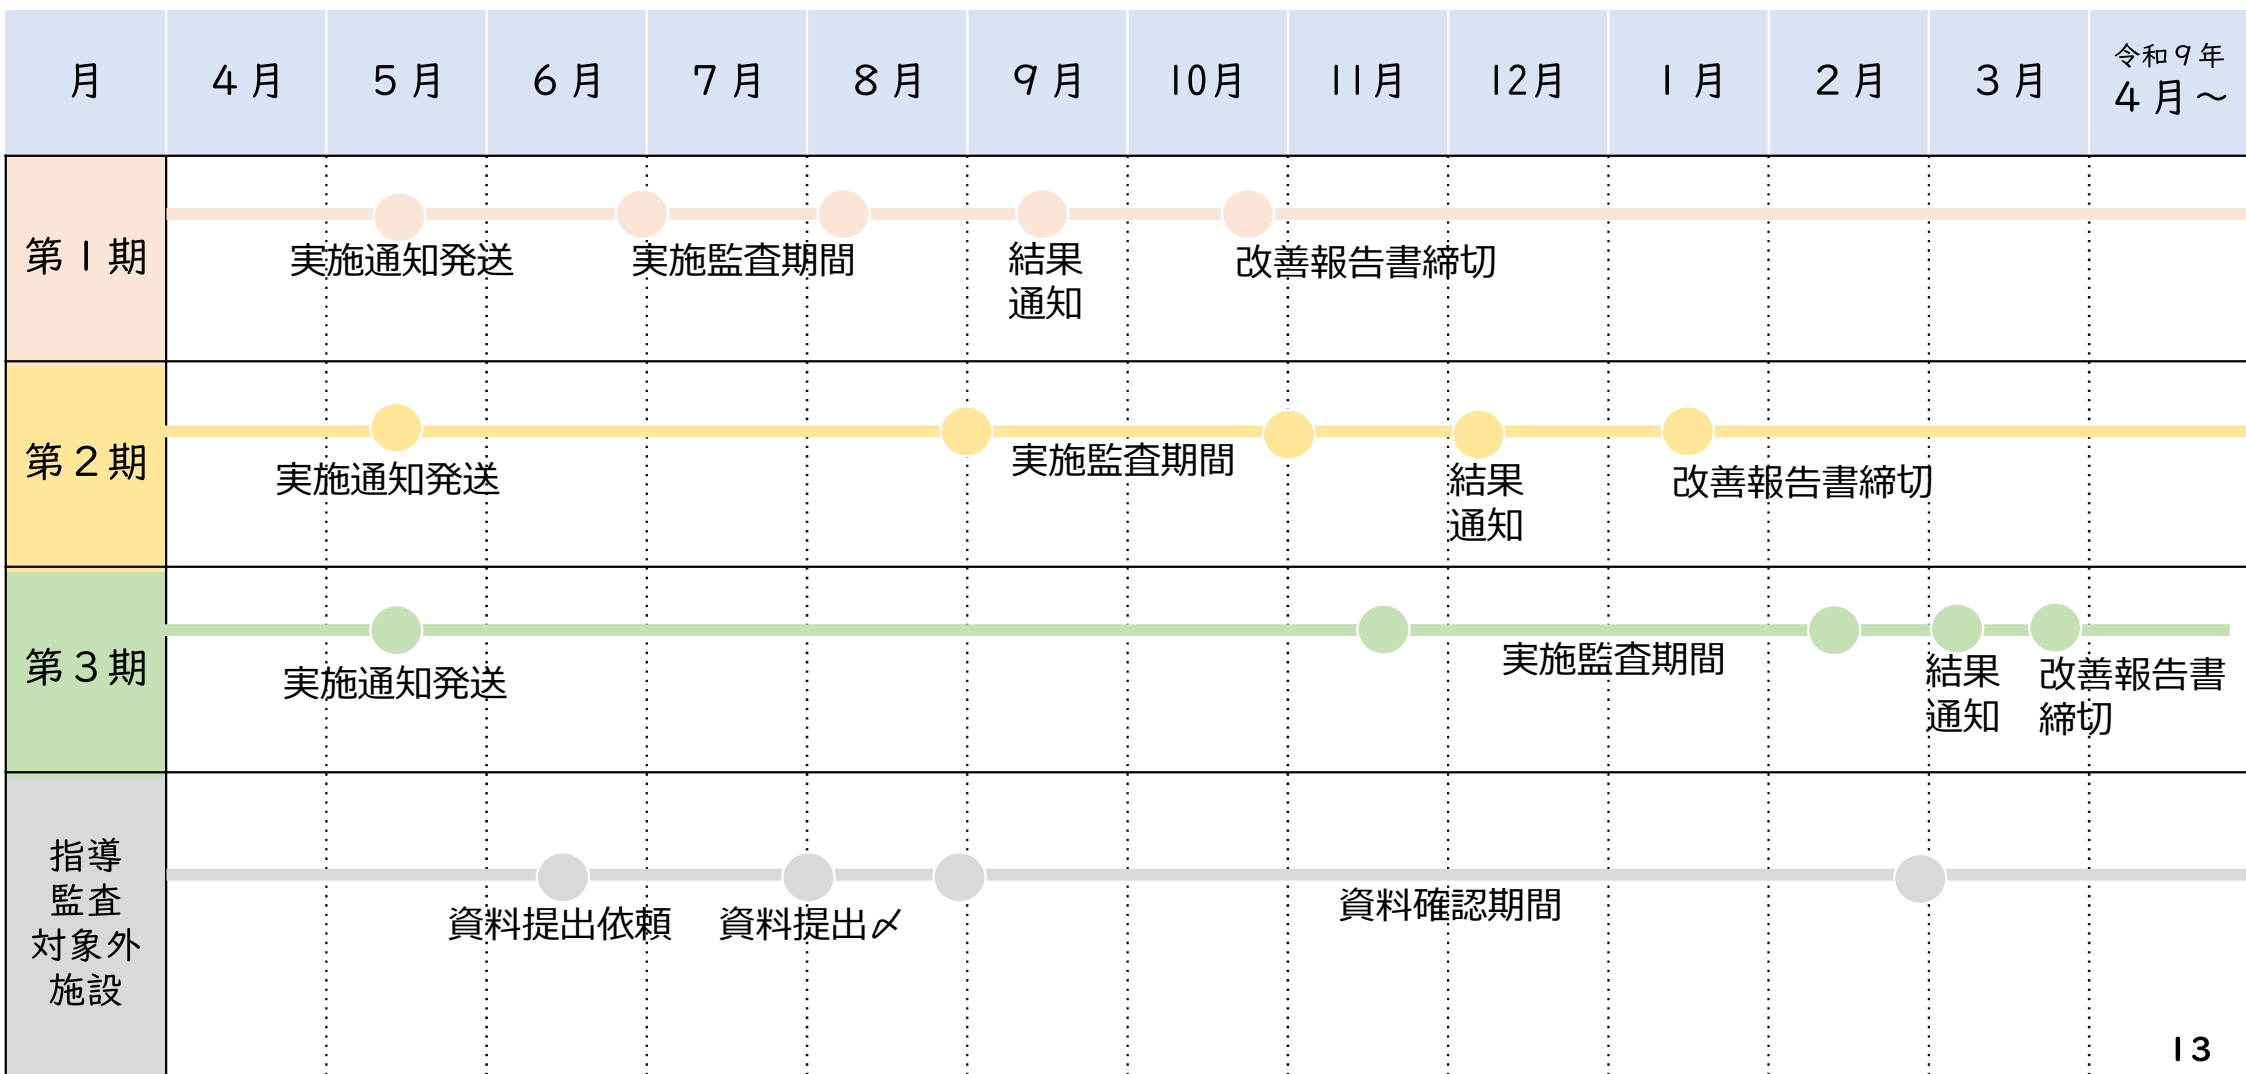 月
4月
5月
6月
7月
8月
9月
10月
11月
12月
1月
2月
3月
令和9年
4月～
第1期
実施通知発送
実施監査期間
結果
通知
改善報告書締切
第2期
実施通知発送
実施監査期間
結果
通知
改善報告書締切
第3期
実施通知発送
実施監査期間
結果
通知
改善報告書
締切
指導
監査
対象外
施設
資料提出依頼
資料提出〆
資料確認期間
13